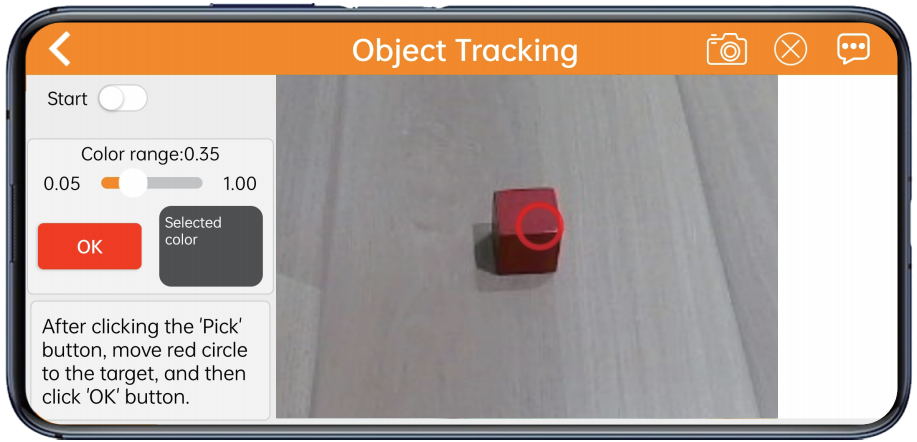 Object Tracking
Start
Color range:0.35
0.05 1.00
OK
Selected
color
After clicking the 'Pick'
button, move red circle
to the target, and then
click 'OK' button.